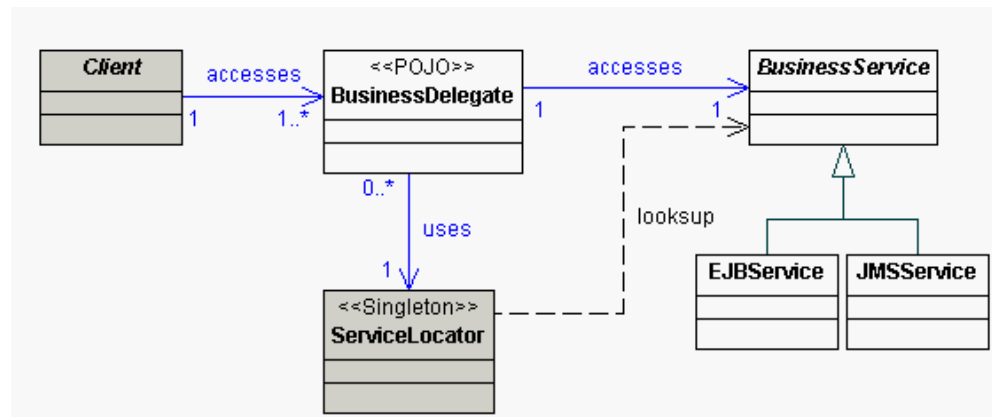 Client
accesses
1
1..*
<<POJO>>
BusinessDelegate
accesses
1
1
BusinessService
0..*
uses
1
looksup
<<Singleton>>
ServiceLocator
EJBService
JMSService